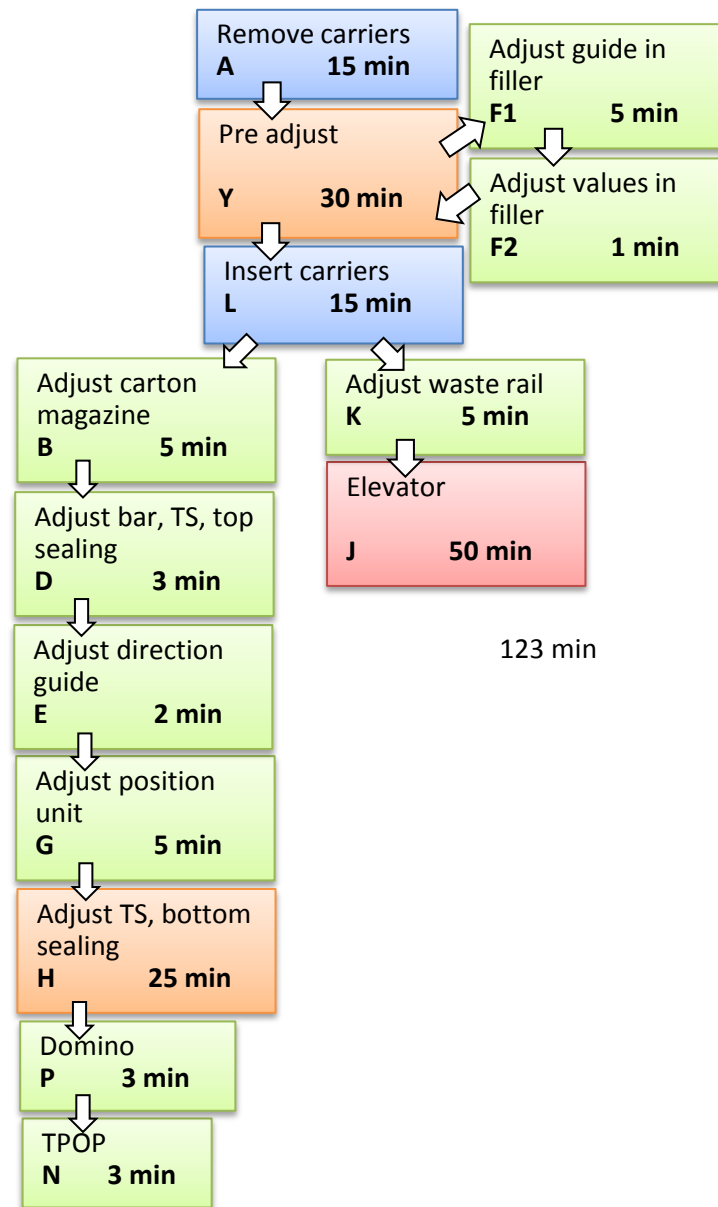 Remove carriers
A 15 min
Pre adjust
Y 30 min
Adjust guide in
filler
F1 5 min
Adjust values in
filler
F2 1 min
Insert carriers
L 15 min
Adjust carton
magazine
B 5 min
Adjust bar, TS, top
sealing
D 3 min
Adjust direction
guide
E 2 min
Adjust position
unit
G 5 min
Adjust TS, bottom
sealing
H 25 min
Domino
P 3 min
TPOP
N 3 min
Adjust waste rail
K 5 min
Elevator
J 50 min
123 min